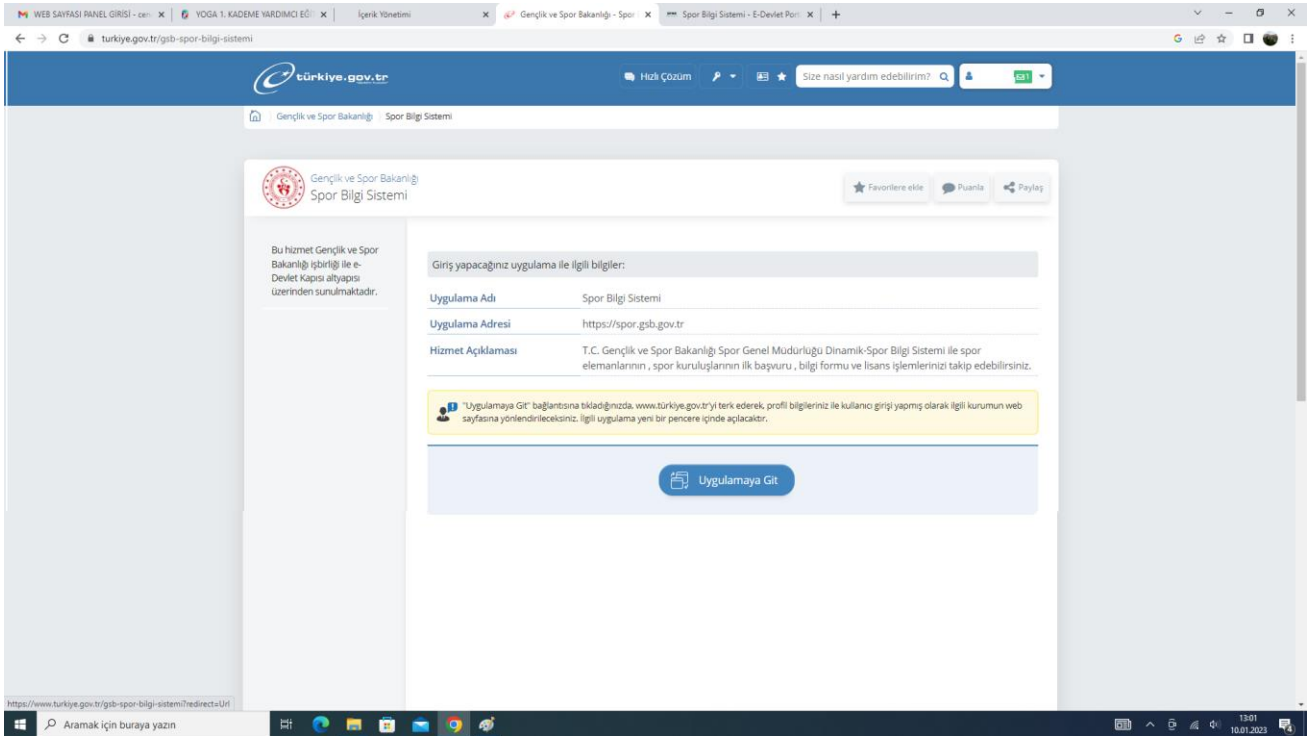 WEB SAYFASI PANEL GİRİSİ - cen
YOGA 1. KADEME YARDIMCI EĞİ
İçerik Yönetimi
Gençlik ve Spor Bakanlığı - Spor
Spor Bilgi Sistemi - E-Devlet Port
turkiye.gov.tr/gsb-spor-bilgi-sistemi
türkiye.gov.tr
Hızlı Çözüm
Size nasıl yardım edebilirim?
1
Gençlik ve Spor Bakanlığı
Spor Bilgi Sistemi
Gençlik ve Spor Bakanlığı
Spor Bilgi Sistemi
Favorilere ekle
Puanla
Paylaş
Bu hizmet Gençlik ve Spor
Bakanlığı işbirliği ile e-
Devlet Kapısı altyapısı
üzerinden sunulmaktadır.
Giriş yapacağınız uygulama ile ilgili bilgiler:
Uygulama Adı Spor Bilgi Sistemi
Uygulama Adresi https://spor.gsb.gov.tr
Hizmet Açıklaması T.C. Gençlik ve Spor Bakanlığı Spor Genel Müdürlüğü Dinamik-Spor Bilgi Sistemi ile spor
elemanlarının , spor kuruluşlarının ilk başvuru , bilgi formu ve lisans işlemlerinizi takip edebilirsiniz.
"Uygulamaya Git" bağlantısına tıkladığınızda, www.türkiye.gov.tr'yi terk ederek, profil bilgileriniz ile kullanıcı girişi yapmış olarak ilgili kurumun web
sayfasına yönlendirileceksiniz. İlgili uygulama yeni bir pencere içinde açılacaktır.
Uygulamaya Git
https://www.turkiye.gov.tr/gsb-spor-bilgi-sistemi?redirect=Url
Aramak için buraya yazın
13:01
10.01.2023
4